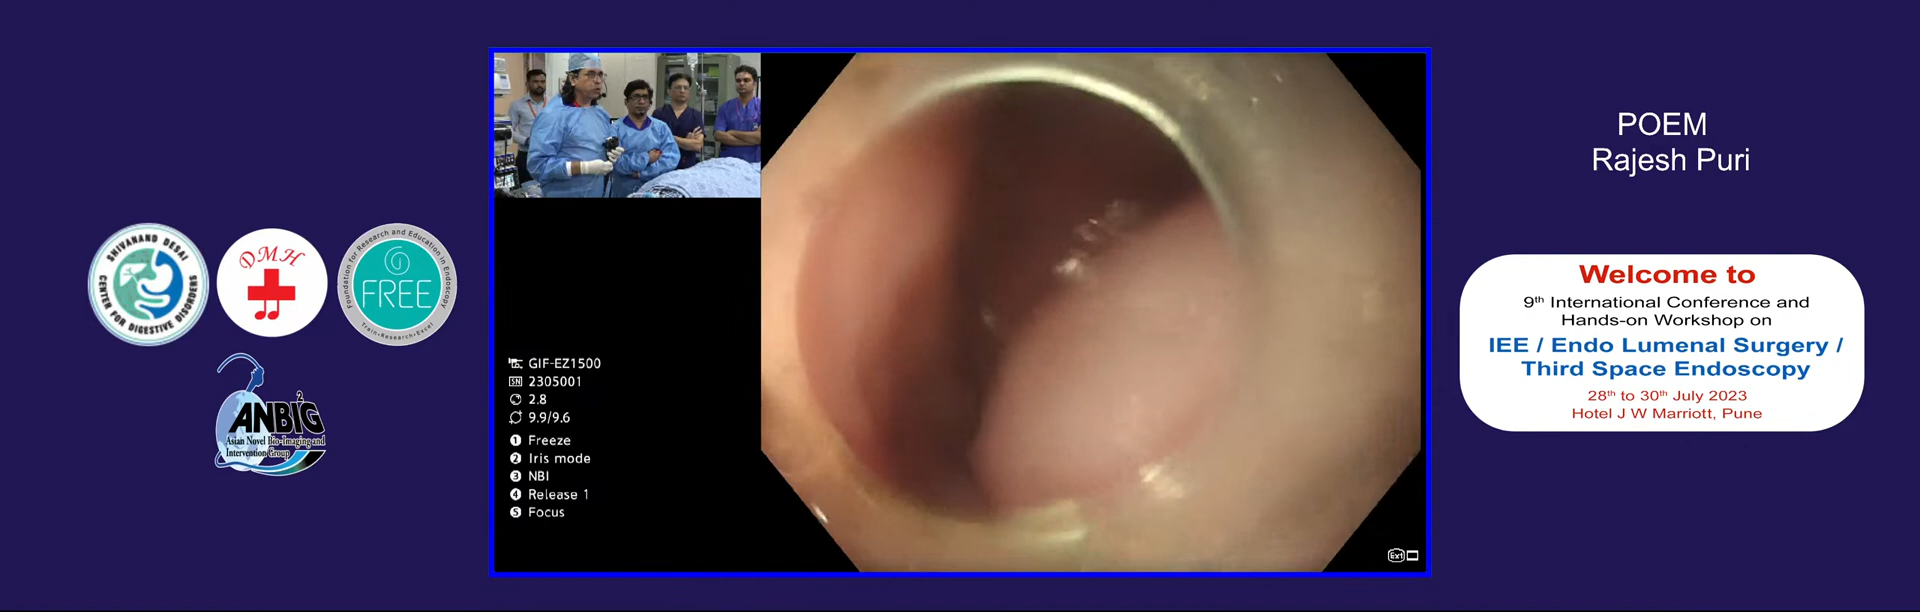 SHIVANAND DESAI
CENTER FOR DIGESTIVE DISORDERS
DMH
Foundation for Research and Education in Endoscopy
FREE
Train•Research•Excel
ANBIG
2
Asian Novel Bio-Imaging and
Intervention Group
GIF-EZ1500
SN 2305001
2.8
9.9/9.6
1 Freeze
2 Iris mode
3 NBI
4 Release 1
5 Focus
Ext
POEM
Rajesh Puri
Welcome to
9th International Conference and
Hands-on Workshop on
IEE / Endo Lumenal Surgery /
Third Space Endoscopy
28th to 30th July 2023
Hotel J W Marriott, Pune